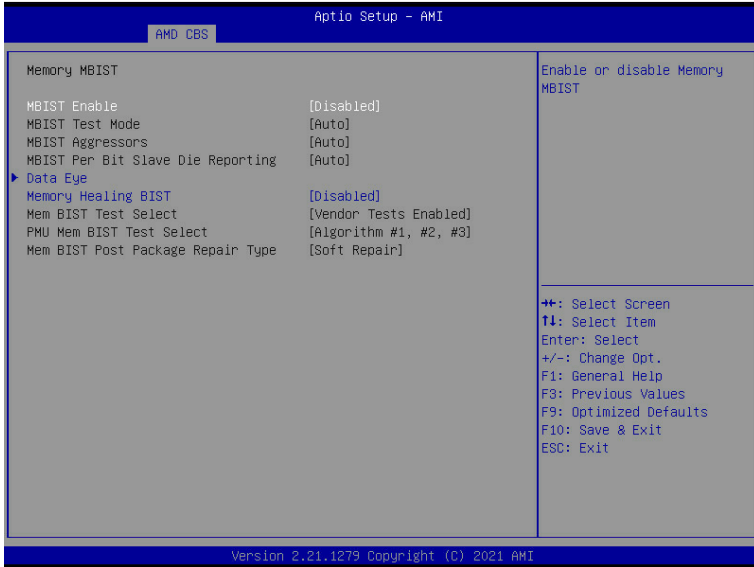 Aptio Setup – AMI
AMD CBS
Memory MBIST
MBIST Enable [Disabled]
MBIST Test Mode [Auto]
MBIST Aggressors [Auto]
MBIST Per Bit Slave Die Reporting [Auto]
Data Eye
Memory Healing BIST [Disabled]
Mem BIST Test Select [Vendor Tests Enabled]
PMU Mem BIST Test Select [Algorithm #1, #2, #3]
Mem BIST Post Package Repair Type [Soft Repair]
Enable or disable Memory
MBIST
→←: Select Screen
↑↓: Select Item
Enter: Select
+/-: Change Opt.
F1: General Help
F3: Previous Values
F9: Optimized Defaults
F10: Save & Exit
ESC: Exit
Version 2.21.1279 Copyright (C) 2021 AMI